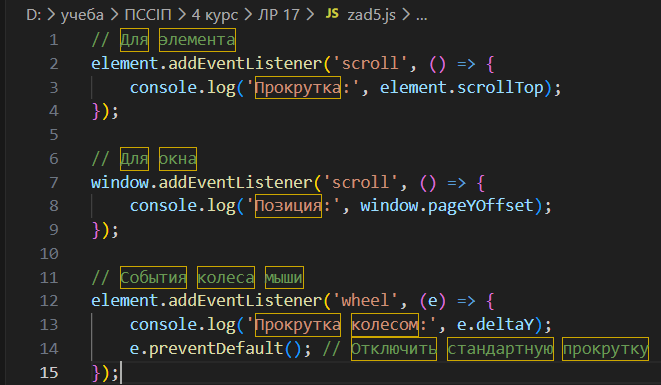 D: > учеба > ПССІП > 4 курс > ЛР 17 > JS zad5.js > ...
1 // Для элемента
2 element.addEventListener('scroll', () => {
3 console.log('Прокрутка:', element.scrollTop);
4 });
5
6 // Для окна
7 window.addEventListener('scroll', () => {
8 console.log('Позиция:', window.pageYOffset);
9 });
10
11 // События колеса мыши
12 element.addEventListener('wheel', (e) => {
13 console.log('Прокрутка колесом:', e.deltaY);
14 e.preventDefault(); // Отключить стандартную прокрутку
15 });